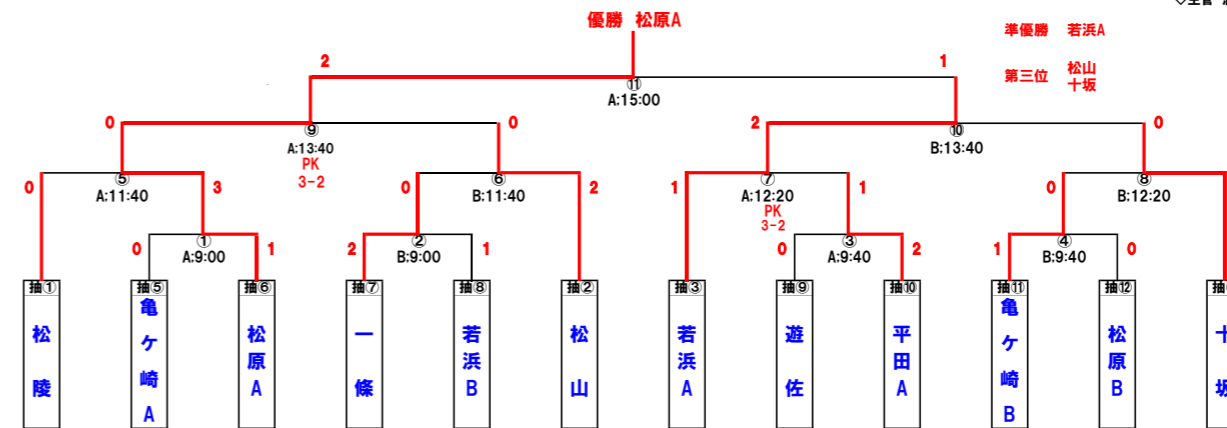 優勝 松原A
準優勝 若浜A
第三位 松山
十坂
2
1
⑪
A:15:00
0
0
2
0
⑨
A:13:40
PK
3-2
⑩
B:13:40
0
3
0
2
1
1
0
⑤
A:11:40
⑥
B:11:40
⑦
A:12:20
PK
3-2
⑧
B:12:20
0
1
2
1
0
2
1
0
①
A:9:00
②
B:9:00
③
A:9:40
④
B:9:40
抽①
抽⑤
抽⑥
抽⑦
抽⑧
抽②
抽③
抽⑨
抽⑩
抽⑪
抽⑫
抽
松陵
亀ケ崎A
松原A
一條
若浜B
松山
若浜A
遊佐
平田A
亀ケ崎B
松原B
十坂